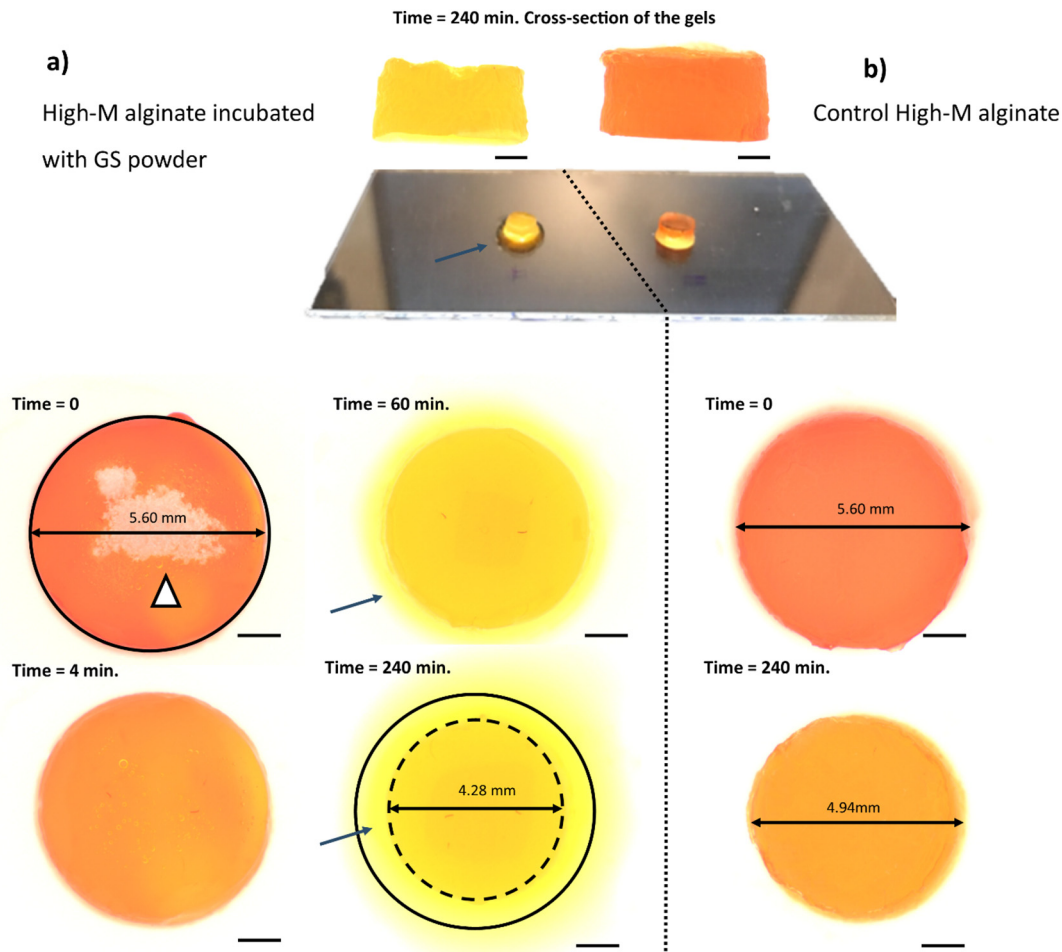 Time = 240 min. Cross-section of the gels
a)
High-M alginate incubated
with GS powder
b)
Control High-M alginate
Time = 0
5.60 mm
Time = 60 min.
Time = 0
5.60 mm
Time = 4 min.
Time = 240 min.
4.28 mm
Time = 240 min.
4.94mm